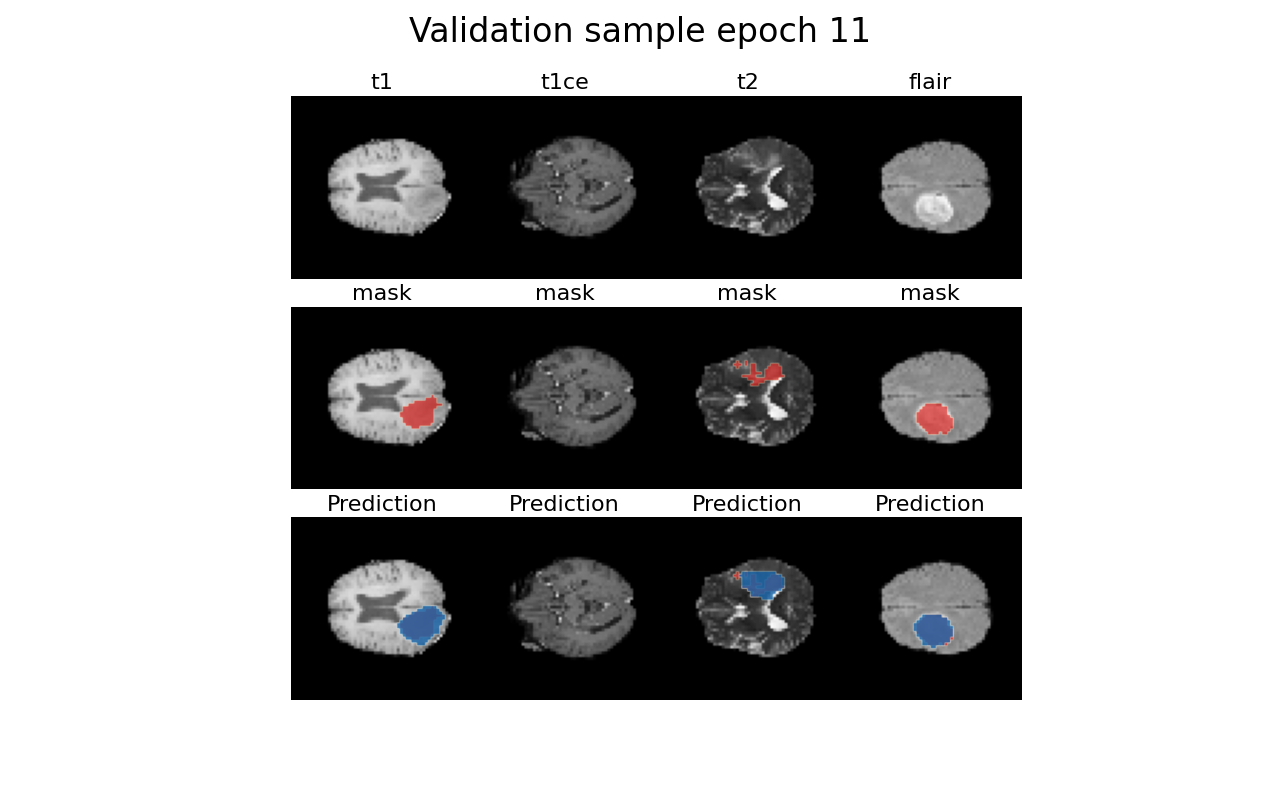 Validation sample epoch 11
t1 t1ce t2 flair
mask mask mask mask
Prediction Prediction Prediction Prediction